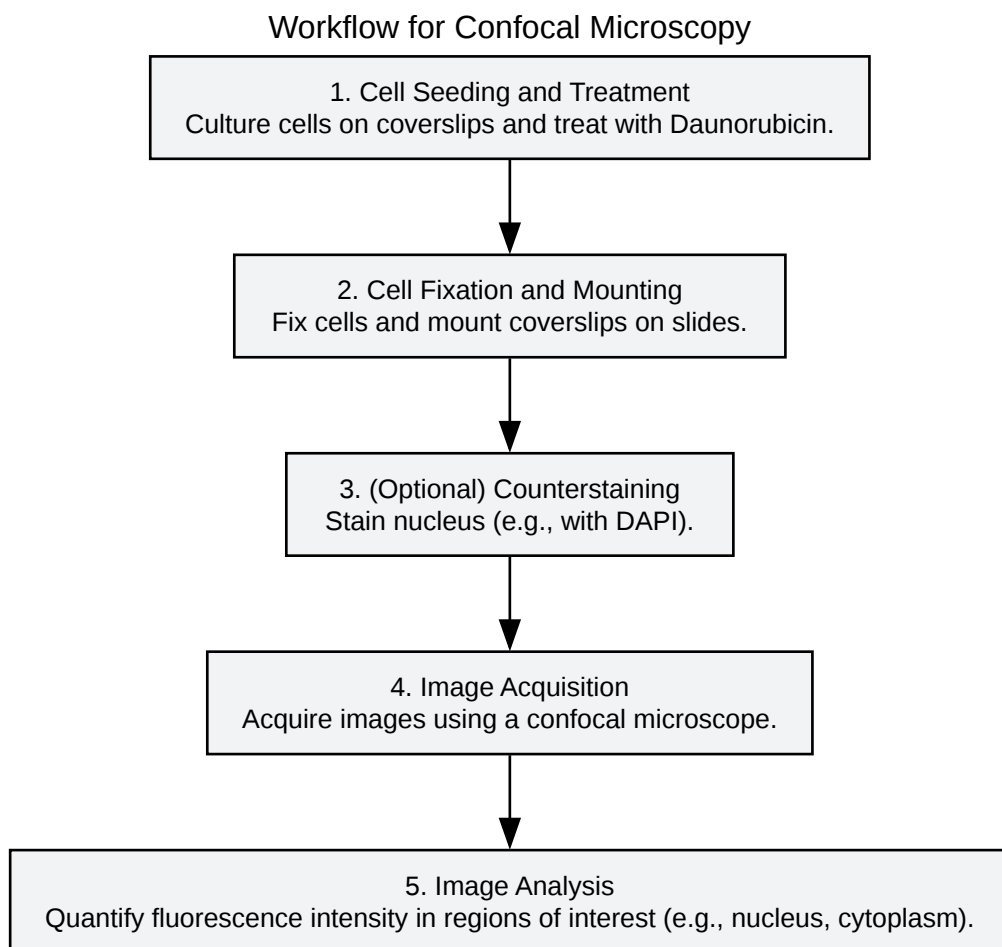 Workflow for Confocal Microscopy
1. Cell Seeding and Treatment
Culture cells on coverslips and treat with Daunorubicin.
2. Cell Fixation and Mounting
Fix cells and mount coverslips on slides.
3. (Optional) Counterstaining
Stain nucleus (e.g., with DAPI).
4. Image Acquisition
Acquire images using a confocal microscope.
5. Image Analysis
Quantify fluorescence intensity in regions of interest (e.g., nucleus, cytoplasm).